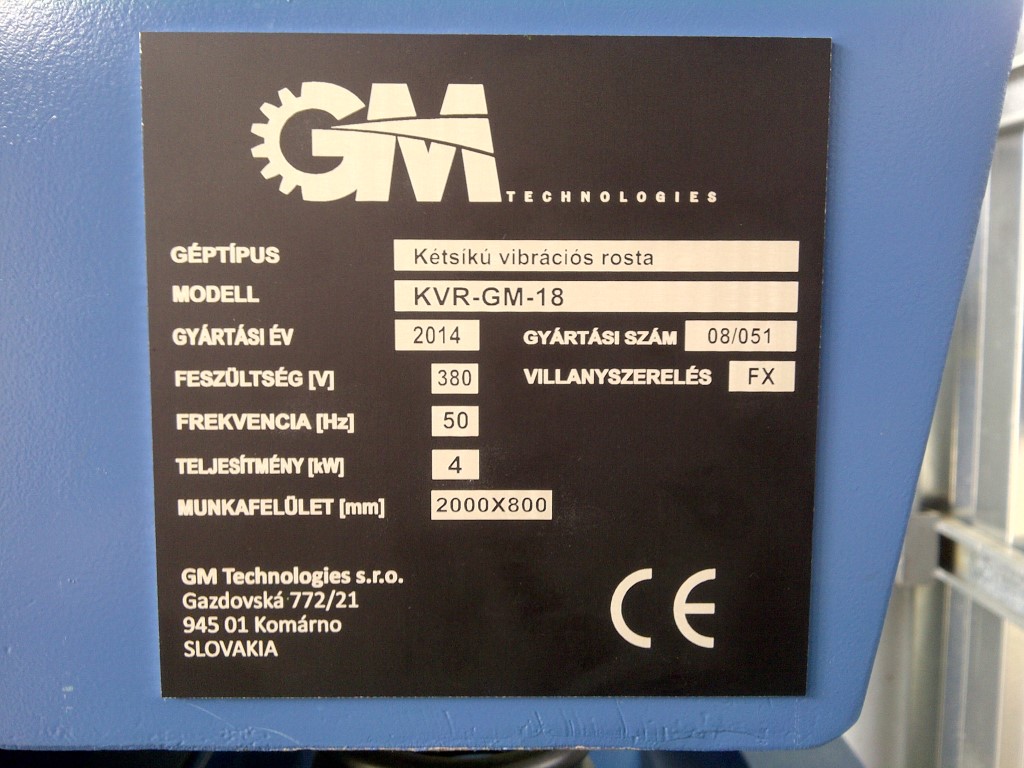 GM TECHNOLOGIES
GÉPTÍPUS Kétsíkú vibrációs rosta
MODELL KVR-GM-18
GYÁRTÁSI ÉV 2014 GYÁRTÁSI SZÁM 08/051
FESZÜLTSÉG [V] 380 VILLANYSZERELÉS FX
FREKVENCIA [Hz] 50
TELJESÍTMÉNY [kW] 4
MUNKAFELÜLET [mm] 2000X800
GM Technologies s.r.o.
Gazdovská 772/21
945 01 Komárno
SLOVAKIA
CE